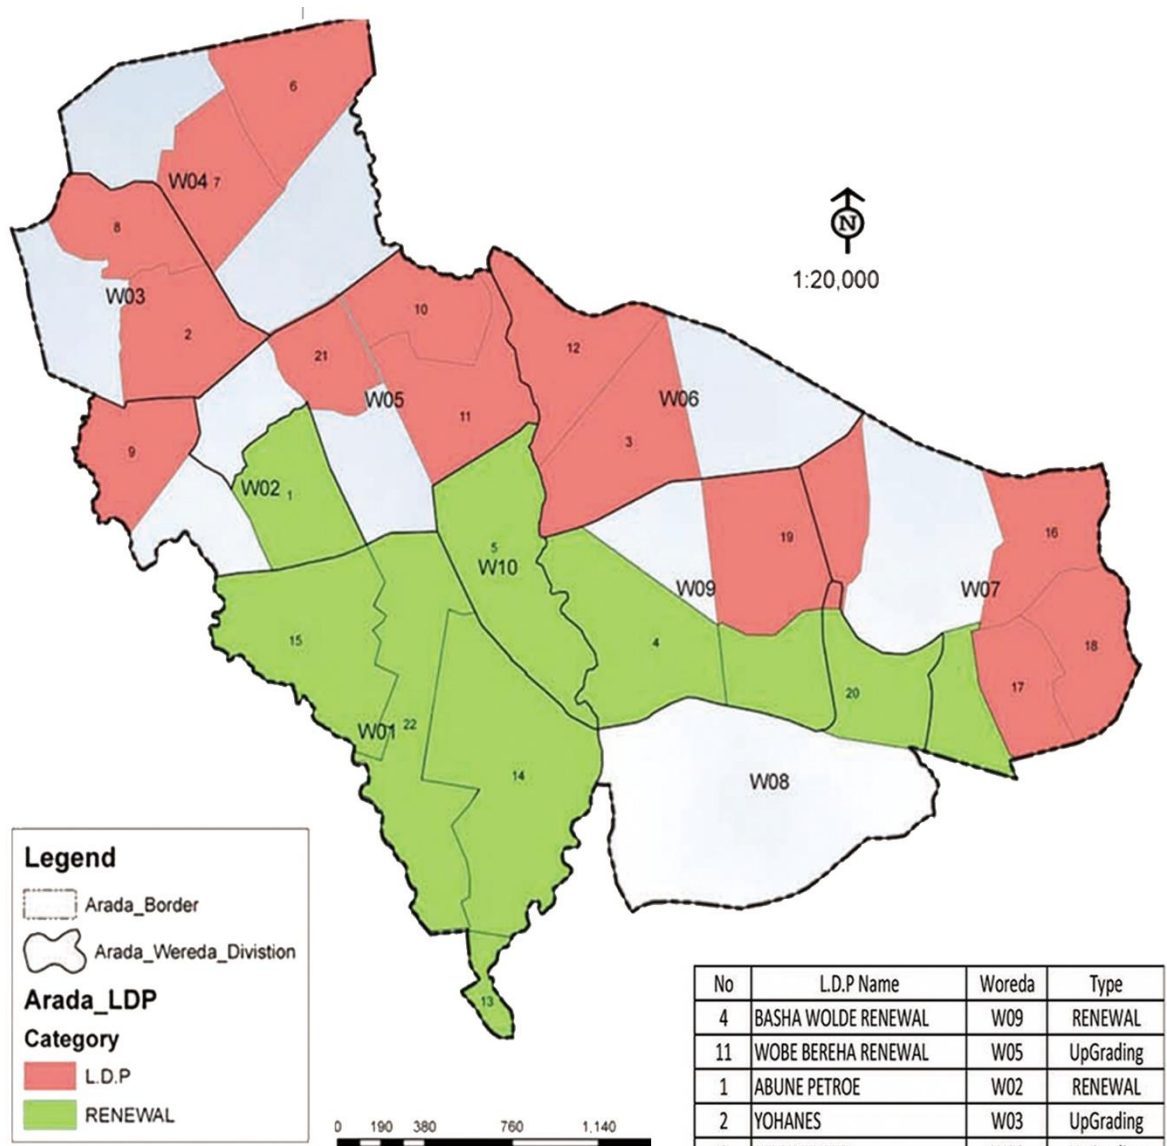 6
W04 7
8
W03
2
10
12
21
W05
11
W06
3
9
W02 1
5
W10
19
16
W09
W07
15
4
18
17
20
W01 22
14
W08
13
N
1:20,000
Legend
Arada_Border
Arada_Wereda_Divistion
Arada_LDP
Category
L.D.P
RENEWAL
0 190 380 760 1,140
No L.D.P Name Woreda Type
4 BASHA WOLDE RENEWAL W09 RENEWAL
11 WOBE BEREHA RENEWAL W05 UpGrading
1 ABUNE PETROE W02 RENEWAL
2 YOHANES W03 UpGrading